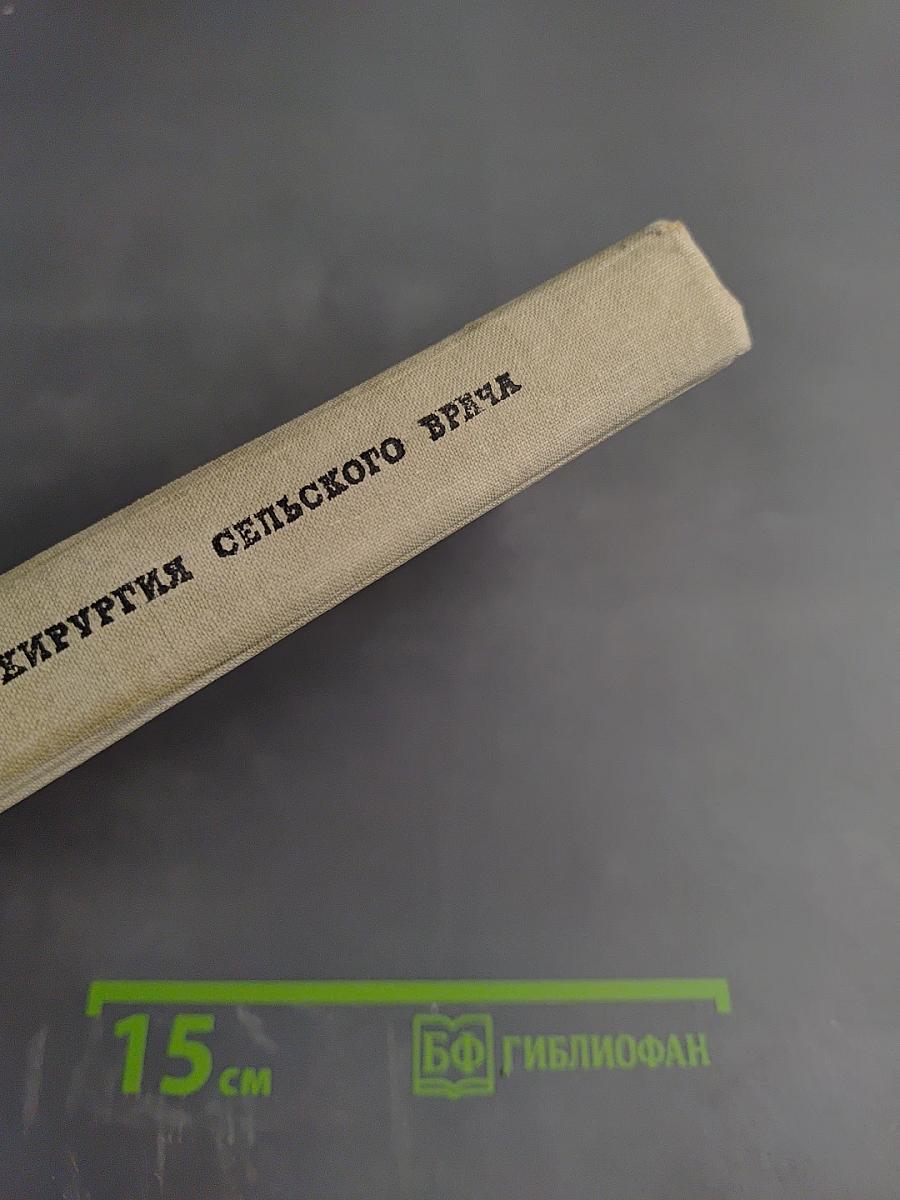 ХИРУРГИЯ СЕЛЬСКОГО ВРАЧА
15 см
БФ ГИБЛИОФАН